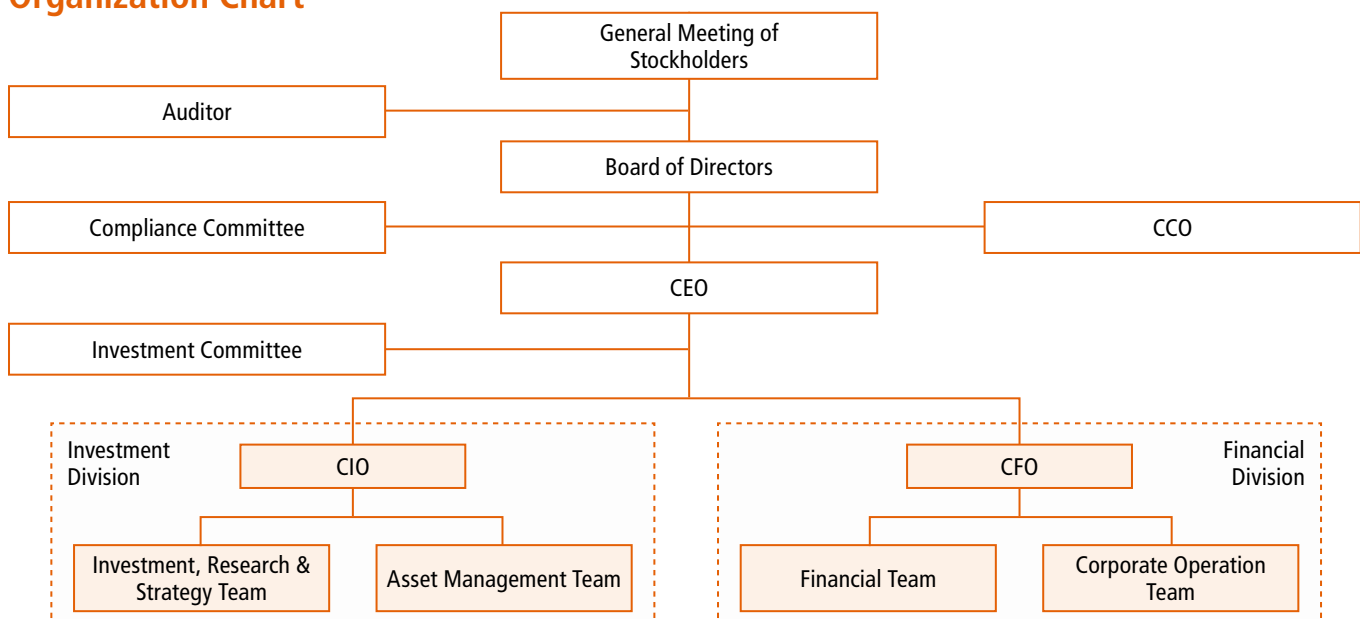 Organization Chart
General Meeting of
Stockholders
Auditor
Board of Directors
Compliance Committee
CCO
CEO
Investment Committee
Investment
Division
CIO
CFO
Financial
Division
Investment, Research &
Strategy Team
Asset Management Team
Financial Team
Corporate Operation
Team